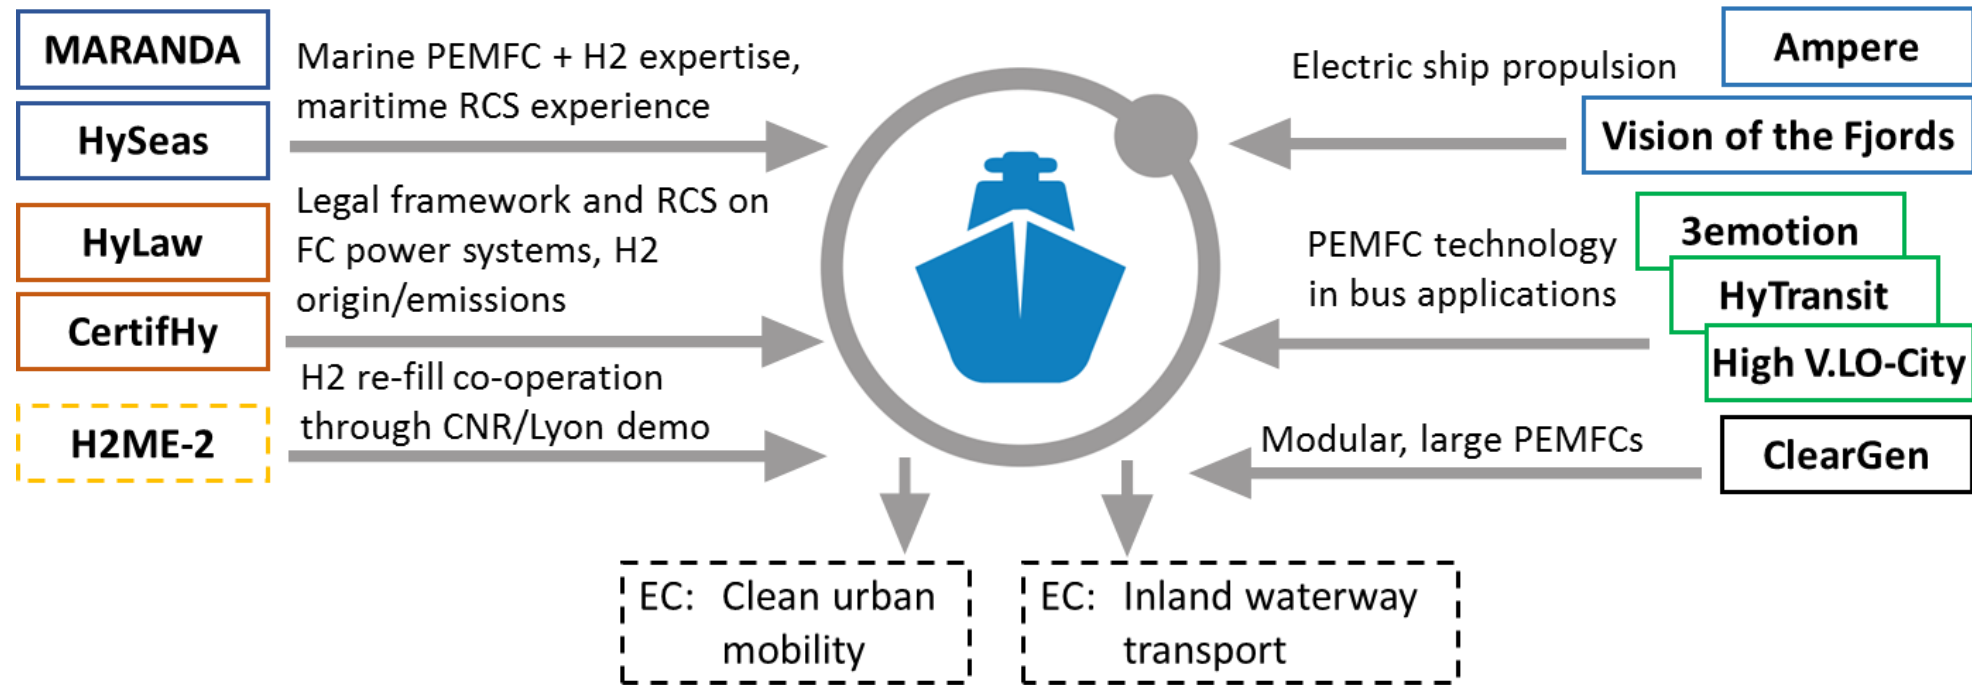 MARANDA
HySeas
Marine PEMFC + H2 expertise,
maritime RCS experience
HyLaw
CertifHy
Legal framework and RCS on
FC power systems, H2
origin/emissions
H2ME-2
H2 re-fill co-operation
through CNR/Lyon demo
Electric ship propulsion
Ampere
Vision of the Fjords
PEMFC technology
in bus applications
3emotion
HyTransit
High V.LO-City
Modular, large PEMFCs
ClearGen
EC: Clean urban
mobility
EC: Inland waterway
transport